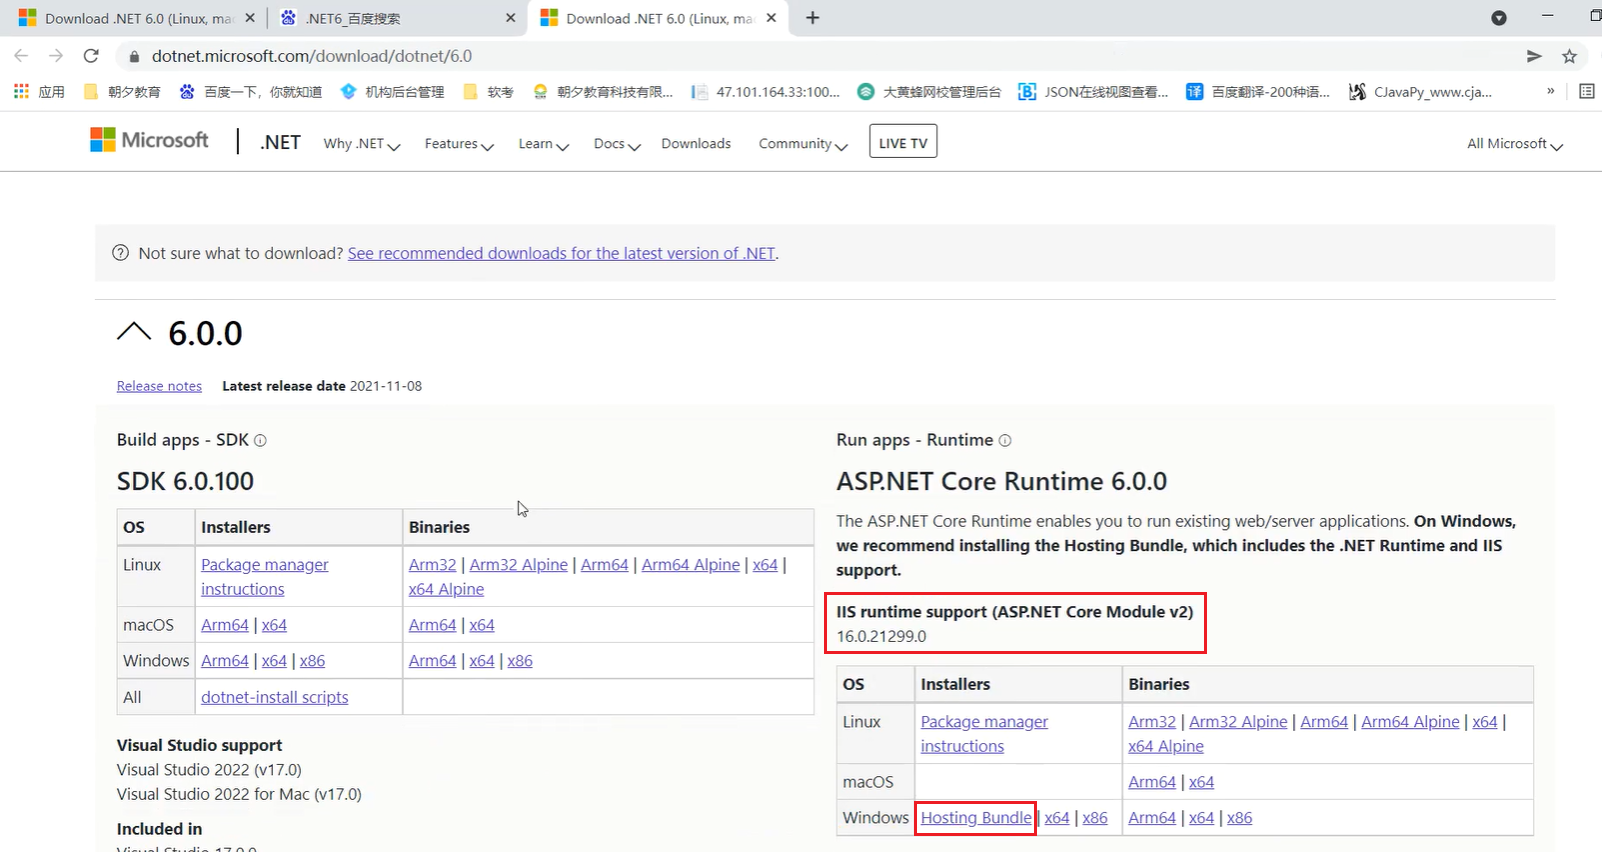 Download .NET 6.0 (Linux, mac
.NET6_百度搜索
Download .NET 6.0 (Linux, mac
dotnet.microsoft.com/download/dotnet/6.0
应用 朝夕教育 百度一下，你就知道 机构后台管理 软考 朝夕教育科技有限... 47.101.164.33:100... 大黄蜂网校管理后台 JSON在线视图查看... 百度翻译-200种语... CJavaPy_www.cja... »
Microsoft .NET Why .NET Features Learn Docs Downloads Community LIVE TV All Microsoft
Not sure what to download? See recommended downloads for the latest version of .NET.
6.0.0
Release notes Latest release date 2021-11-08
Build apps - SDK
SDK 6.0.100
OS Installers Binaries
Linux Package manager instructions Arm32 | Arm32 Alpine | Arm64 | Arm64 Alpine | x64 |
x64 Alpine
macOS Arm64 | x64 Arm64 | x64
Windows Arm64 | x64 | x86 Arm64 | x64 | x86
All dotnet-install scripts
Visual Studio support
Visual Studio 2022 (v17.0)
Visual Studio 2022 for Mac (v17.0)
Included in
Visual Studio 17.0.0
Run apps - Runtime
ASP.NET Core Runtime 6.0.0
The ASP.NET Core Runtime enables you to run existing web/server applications. On Windows,
we recommend installing the Hosting Bundle, which includes the .NET Runtime and IIS
support.
IIS runtime support (ASP.NET Core Module v2)
16.0.21299.0
OS Installers Binaries
Linux Package manager instructions Arm32 | Arm32 Alpine | Arm64 | Arm64 Alpine | x64 |
x64 Alpine
macOS Arm64 | x64
Windows Hosting Bundle | x64 | x86 Arm64 | x64 | x86